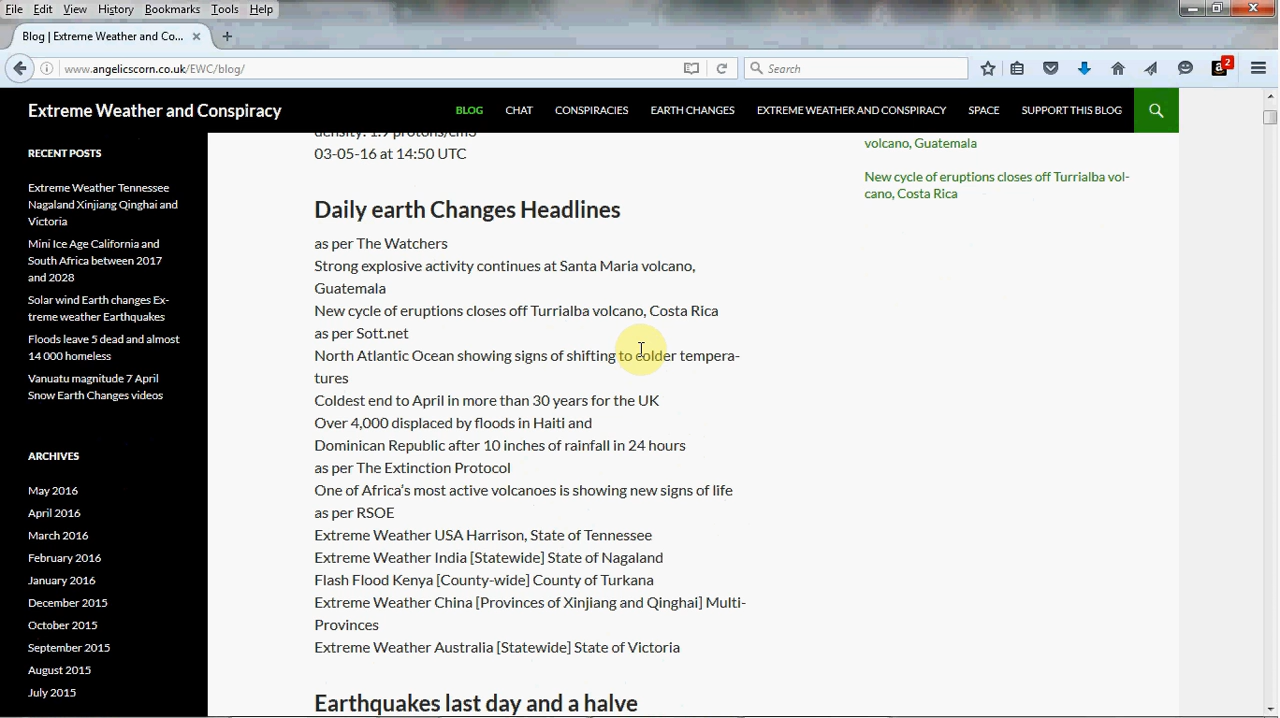 File Edit View History Bookmarks Tools Help
Blog | Extreme Weather and Co...
www.angelicscorn.co.uk/EWC/blog/
Search
2
Extreme Weather and Conspiracy
BLOG CHAT CONSPIRACIES EARTH CHANGES EXTREME WEATHER AND CONSPIRACY SPACE SUPPORT THIS BLOG
RECENT POSTS
Extreme Weather Tennessee
Nagaland Xinjiang Qinghai and
Victoria
Mini Ice Age California and
South Africa between 2017
and 2028
Solar wind Earth changes Ex-
treme weather Earthquakes
Floods leave 5 dead and almost
14 000 homeless
Vanuatu magnitude 7 April
Snow Earth Changes videos
ARCHIVES
May 2016
April 2016
March 2016
February 2016
January 2016
December 2015
October 2015
September 2015
August 2015
July 2015
density: 1.9 protons/cm3
03-05-16 at 14:50 UTC
Daily earth Changes Headlines
as per The Watchers
Strong explosive activity continues at Santa Maria volcano,
Guatemala
New cycle of eruptions closes off Turrialba volcano, Costa Rica
as per Sott.net
North Atlantic Ocean showing signs of shifting to colder tempera-
tures
Coldest end to April in more than 30 years for the UK
Over 4,000 displaced by floods in Haiti and
Dominican Republic after 10 inches of rainfall in 24 hours
as per The Extinction Protocol
One of Africa's most active volcanoes is showing new signs of life
as per RSOE
Extreme Weather USA Harrison, State of Tennessee
Extreme Weather India [Statewide] State of Nagaland
Flash Flood Kenya [County-wide] County of Turkana
Extreme Weather China [Provinces of Xinjiang and Qinghai] Multi-
Provinces
Extreme Weather Australia [Statewide] State of Victoria
Earthquakes last day and a halve
volcano, Guatemala
New cycle of eruptions closes off Turrialba vol-
cano, Costa Rica